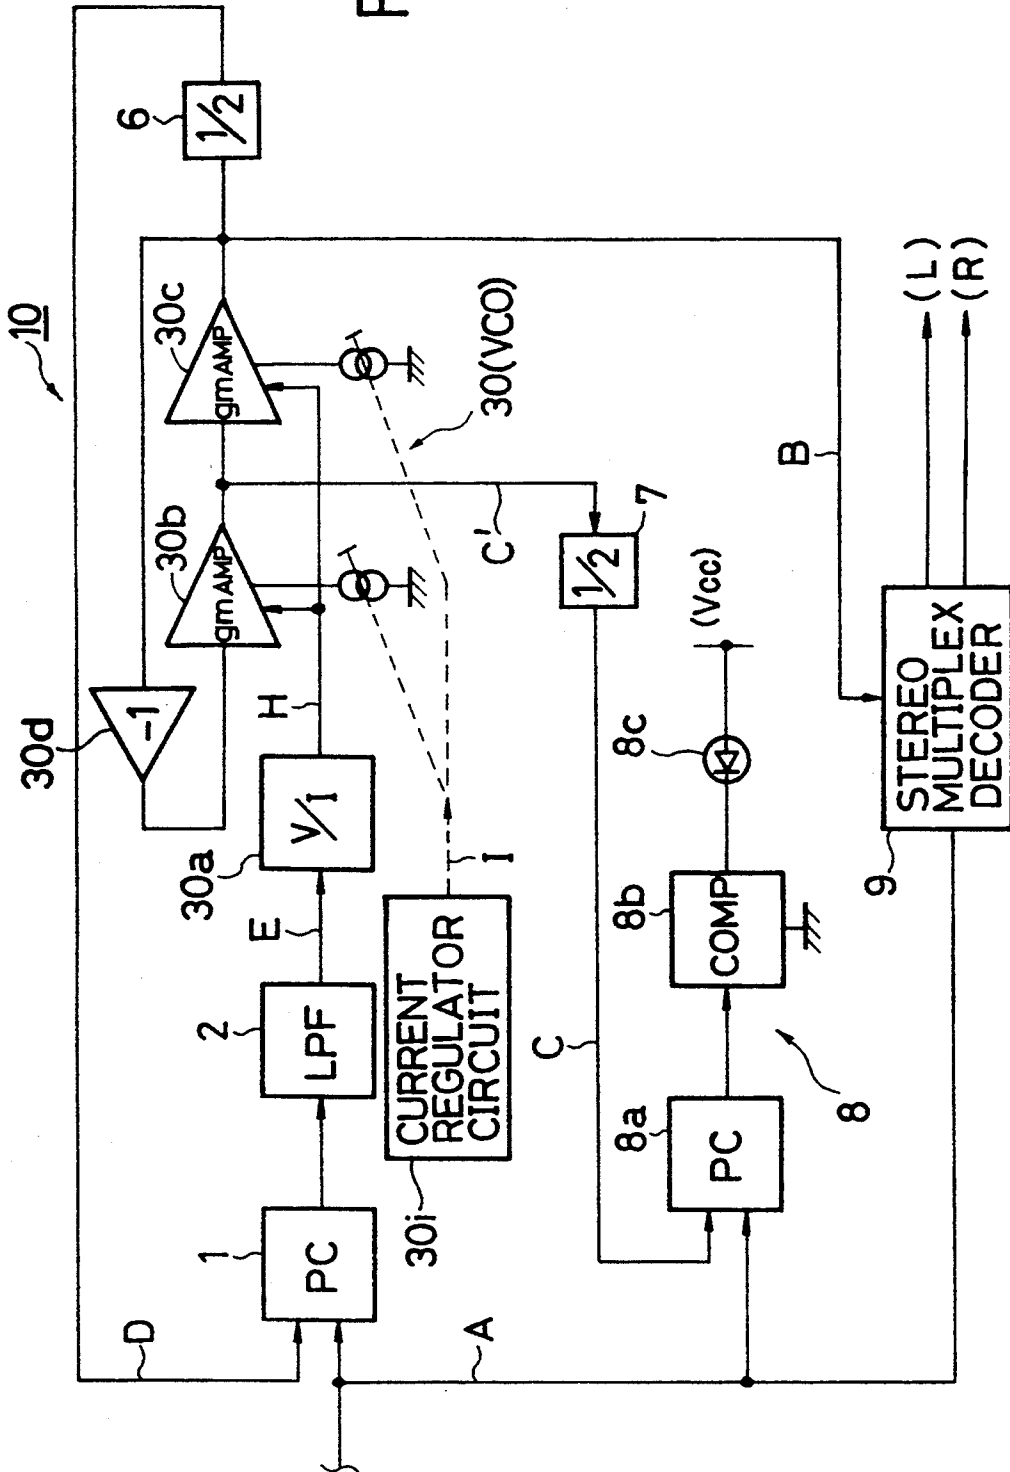 10
6
1/2
30d
-1
30b
gmAMP
30c
gmAMP
1
PC
2
LPF
E
30a
V/I
H
D
30i
CURRENT
REGULATOR
CIRCUIT
I
30(VCO)
C'
7
1/2
A
C
8a
PC
8b
COMP
8c
(Vcc)
8
B
9
STEREO
MULTIPLEX
DECODER
(L)
(R)